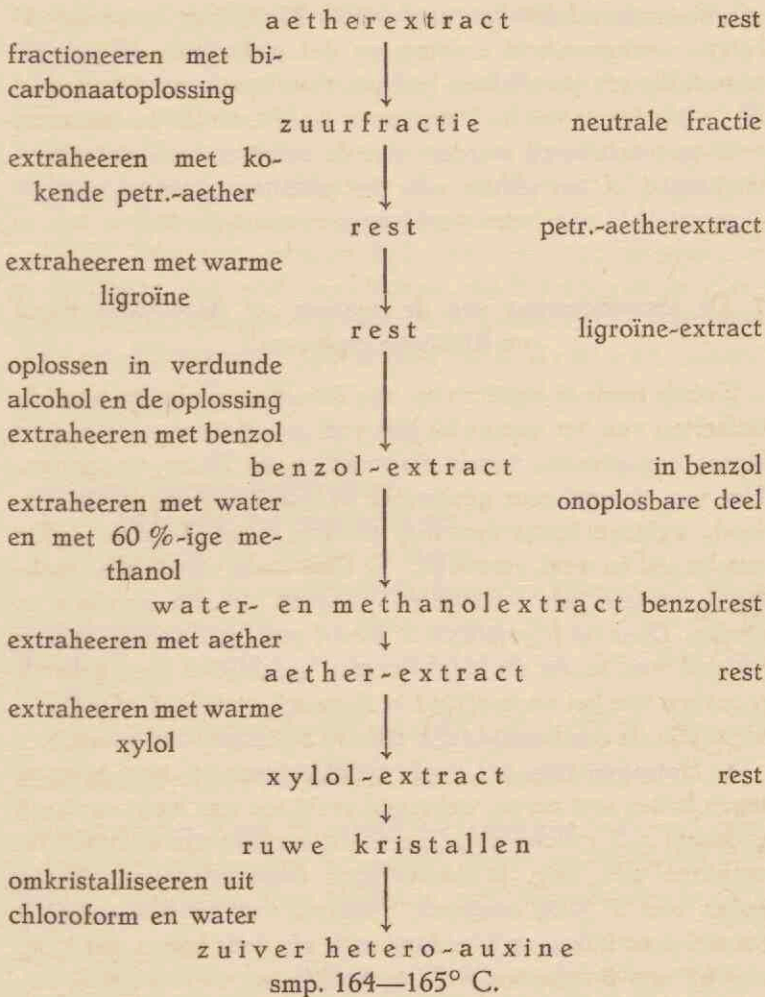 aetherextract rest
fractioneeren met bi-
carbonaatoplossing
zuurfractie neutrale fractie
extraheeren met ko-
kende petr.-aether
rest petr.-aetherextract
extraheeren met warme
ligroïne
rest ligroïne-extract
oplossen in verdunde
alcohol en de oplossing
extraheeren met benzol
benzol-extract in benzol
extraheeren met water onoplosbare deel
en met 60 %-ige me-
thanol
water- en methanolextract benzolrest
extraheeren met aether
aether-extract rest
extraheeren met warme
xylol
xylol-extract rest
ruwe kristallen
omkristalliseeren uit
chloroform en water
zuiver hetero-auxine
smp. 164—165° C.